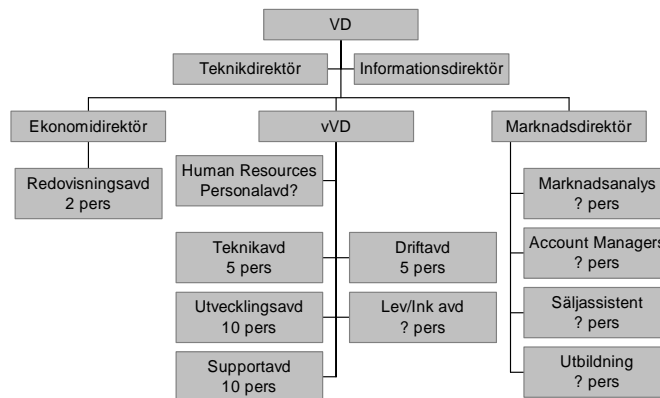 VD
Teknikdirektör
Informationsdirektör
Ekonomidirektör
vVD
Marknadsdirektör
Redovisningsavd
2 pers
Human Resources
Personalavd?
Marknadsanalys
? pers
Teknikavd
5 pers
Driftavd
5 pers
Account Managers
? pers
Utvecklingsavd
10 pers
Lev/Ink avd
? pers
Säljassistent
? pers
Supportavd
10 pers
Utbildning
? pers